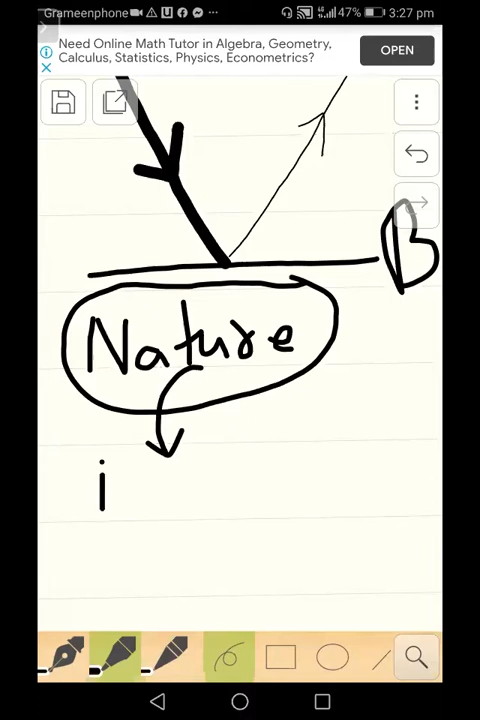 Grameenphone 47% 3:27 pm
Need Online Math Tutor in Algebra, Geometry,
Calculus, Statistics, Physics, Econometrics?
OPEN
B
Nature
i